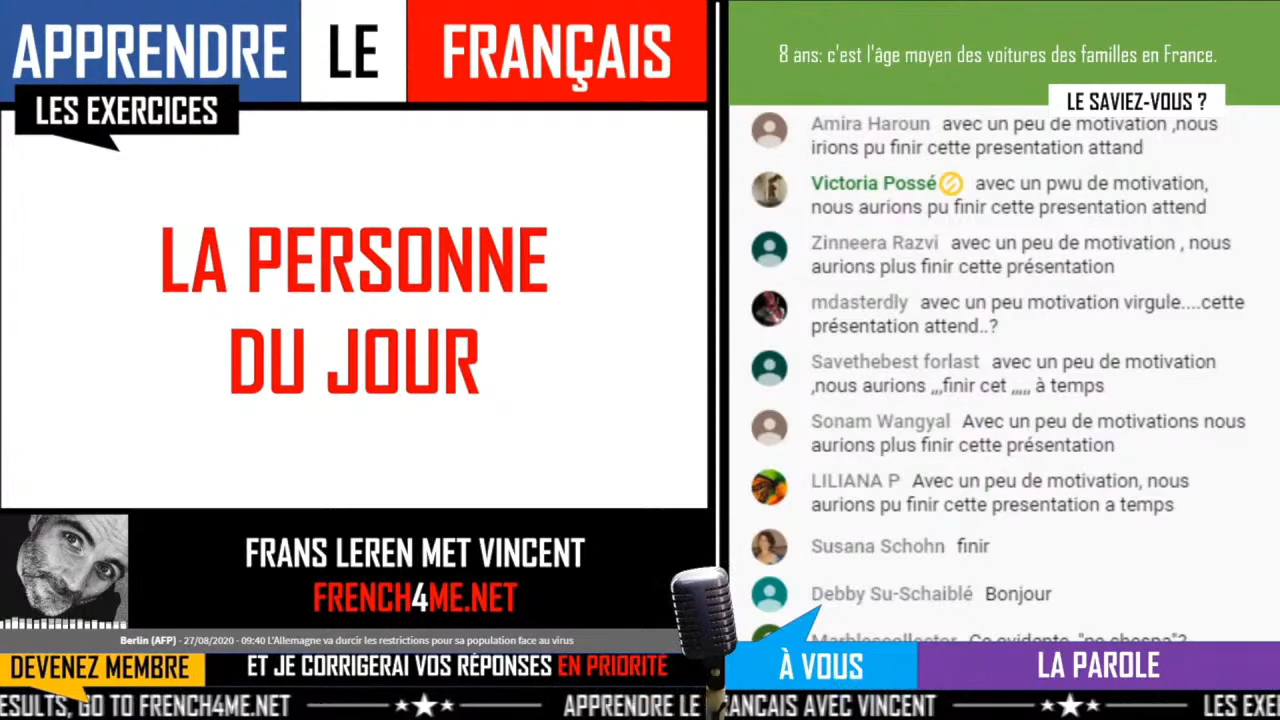 APPRENDRE LE FRANÇAIS
LES EXERCICES
LA PERSONNE
DU JOUR
8 ans: c'est l'âge moyen des voitures des familles en France.
LE SAVIEZ-VOUS ?
Amira Haroun avec un peu de motivation ,nous
irions pu finir cette presentation attand
Victoria Possé avec un pwu de motivation,
nous aurions pu finir cette presentation attend
Zinneera Razvi avec un peu de motivation , nous
aurions plus finir cette présentation
mdasterdly avec un peu motivation virgule....cette
présentation attend..?
Savethebest forlast avec un peu de motivation
,nous aurions ,,,finir cet ,,,,, à temps
Sonam Wangyal Avec un peu de motivations nous
aurions plus finir cette présentation
LILIANA P Avec un peu de motivation, nous
aurions pu finir cette presentation a temps
Susana Schohn finir
Debby Su-Schaiblé Bonjour
Marblescollector Ce evidente "ne chespa"?
FRANS LEREN MET VINCENT
FRENCH4ME.NET
Berlin (AFP) - 27/08/2020 - 09:40 L'Allemagne va durcir les restrictions pour sa population face au virus
DEVENEZ MEMBRE
ET JE CORRIGERAI VOS RÉPONSES EN PRIORITÉ
À VOUS
LA PAROLE
ESULTS, GO TO FRENCH4ME.NET APPRENDRE LE FRANCAIS AVEC VINCENT LES EXE